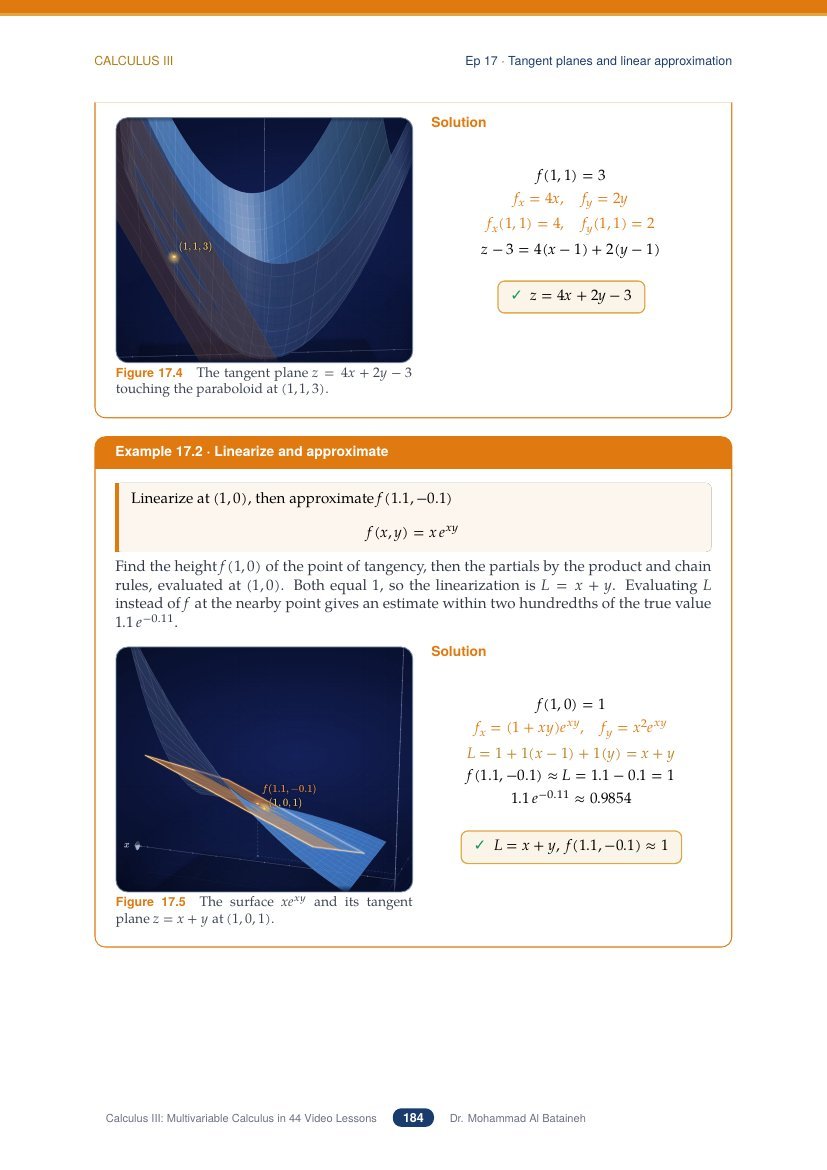 CALCULUS III
Ep 17 · Tangent planes and linear approximation
(1, 1, 3)
Figure 17.4 The tangent plane z = 4x + 2y − 3
touching the paraboloid at (1, 1, 3).
Solution
f(1, 1) = 3
fₓ = 4x, f_y = 2y
fₓ(1, 1) = 4, f_y(1, 1) = 2
z − 3 = 4(x − 1) + 2(y − 1)
✓ z = 4x + 2y − 3
Example 17.2 · Linearize and approximate
Linearize at (1, 0), then approximate f(1.1, −0.1)
f(x, y) = x e^{xy}
Find the height f(1, 0) of the point of tangency, then the partials by the product and chain
rules, evaluated at (1, 0). Both equal 1, so the linearization is L = x + y. Evaluating L
instead of f at the nearby point gives an estimate within two hundredths of the true value
1.1 e^{−0.11}.
f(1.1, −0.1)
(1, 0, 1)
x
Figure 17.5 The surface xe^{xy} and its tangent
plane z = x + y at (1, 0, 1).
Solution
f(1, 0) = 1
fₓ = (1 + xy)e^{xy}, f_y = x²e^{xy}
L = 1 + 1(x − 1) + 1(y) = x + y
f(1.1, −0.1) ≈ L = 1.1 − 0.1 = 1
1.1 e^{−0.11} ≈ 0.9854
✓ L = x + y, f(1.1, −0.1) ≈ 1
Calculus III: Multivariable Calculus in 44 Video Lessons 184 Dr. Mohammad Al Bataineh